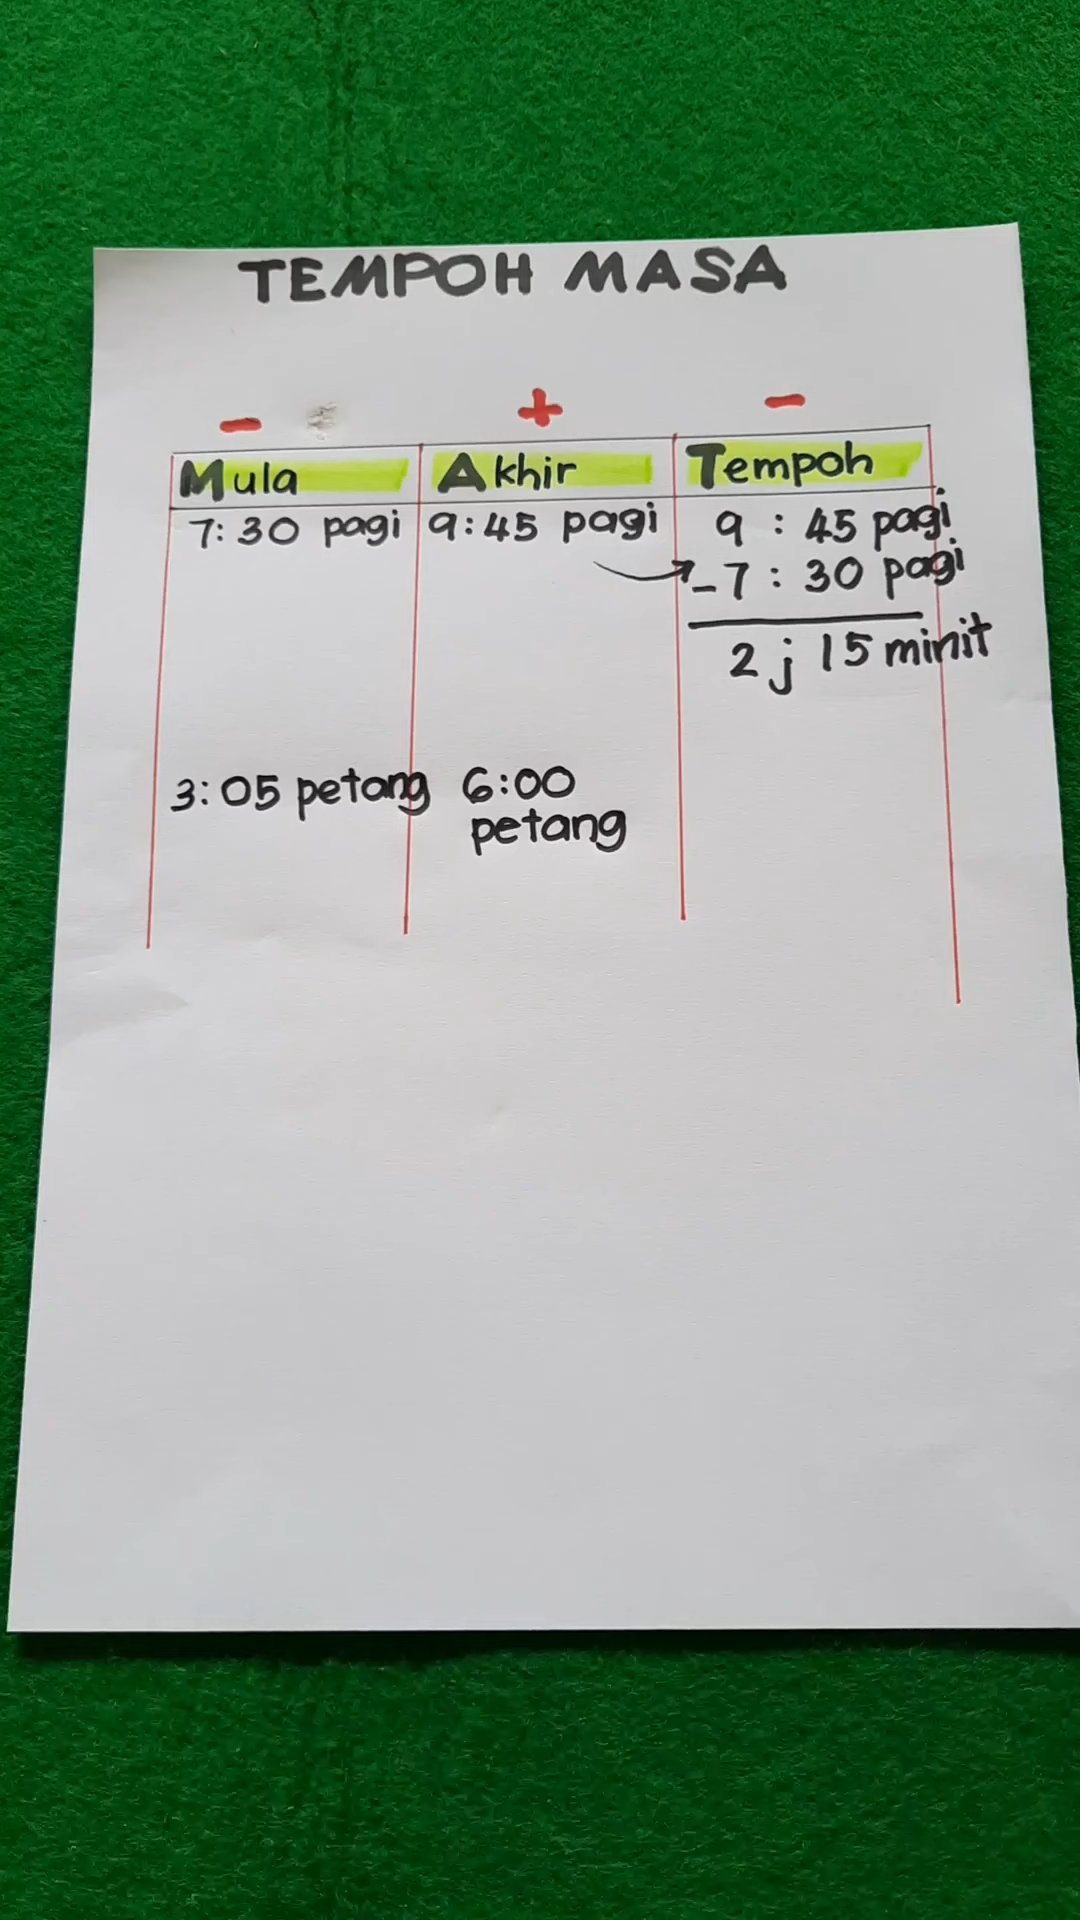 TEMPOH MASA
- + -
Mula Akhir Tempoh
7:30 pagi 9:45 pagi 9 : 45 pagi
- 7 : 30 pagi
2 j 15 minit
3:05 petang 6:00
petang